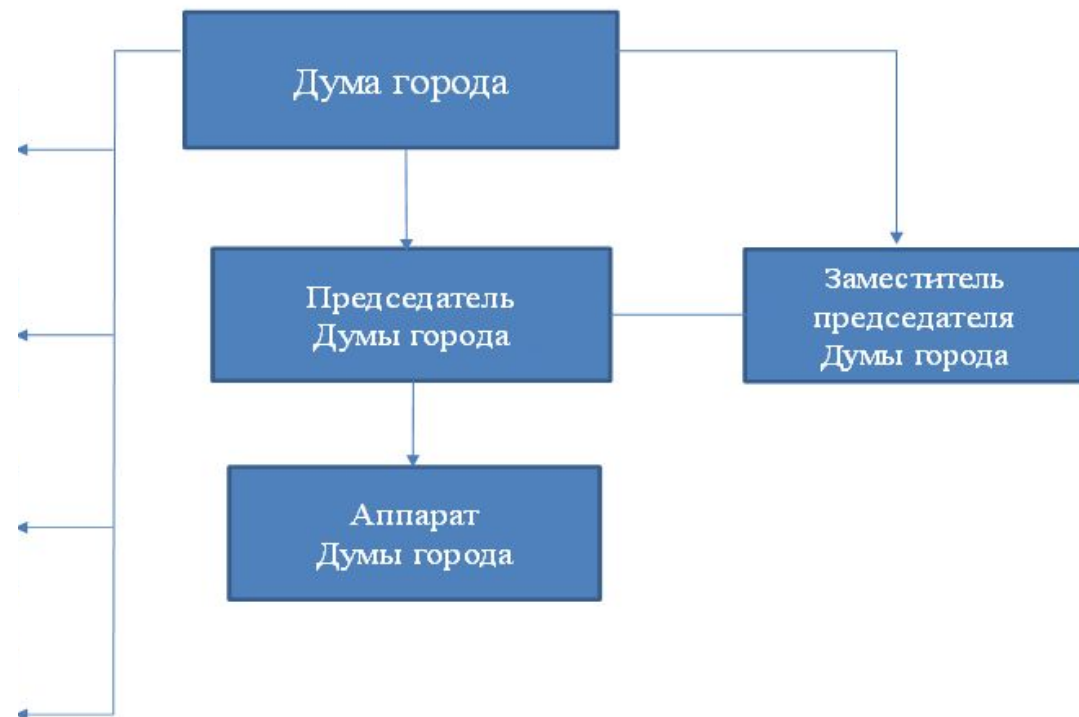 Дума города
Председатель
Думы города
Заместитель
председателя
Думы города
Аппарат
Думы города